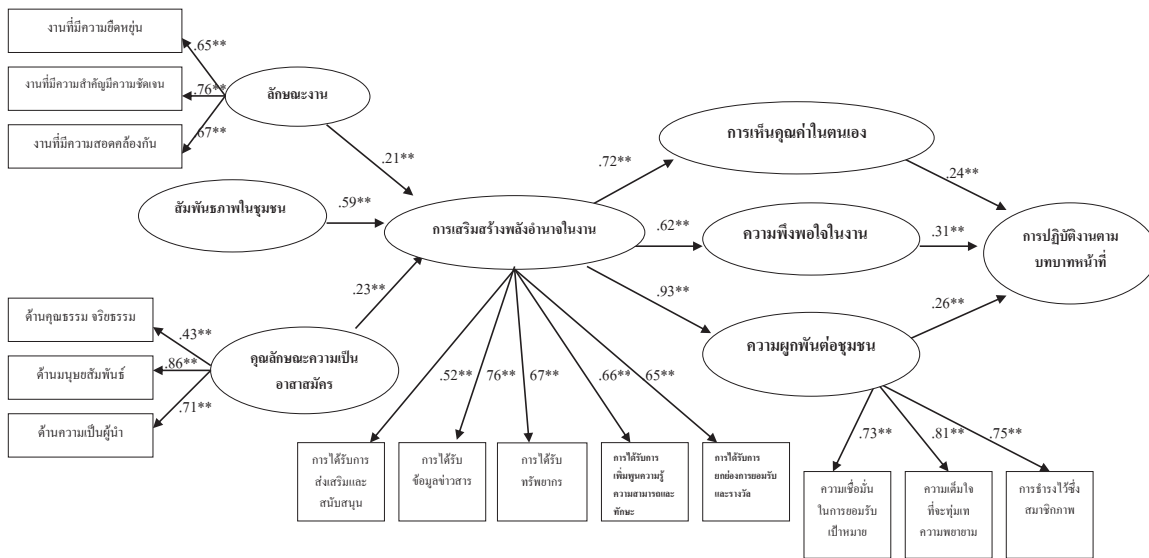 งานที่มีความยืดหยุ่น
.65**
งานที่มีความสำคัญมีความชัดเจน
.76**
ลักษณะงาน
งานที่มีความสอดคล้องกัน
.67**
.21**
การเห็นคุณค่าในตนเอง
.72**
.24**
สัมพันธภาพในชุมชน
.59**
การเสริมสร้างพลังอำนาจในงาน
.62**
ความพึงพอใจในงาน
.31**
การปฏิบัติงานตาม
บทบาทหน้าที่
.23**
.93**
.26**
ด้านคุณธรรม จริยธรรม
.43**
ความผูกพันต่อชุมชน
ด้านมนุษยสัมพันธ์
.86**
คุณลักษณะความเป็น
อาสาสมัคร
.71**
ด้านความเป็นผู้นำ
.52**
76**
67**
.66**
65**
.73**
.81**
.75**
การได้รับการ
ส่งเสริมและ
สนับสนุน
การได้รับ
ข้อมูลข่าวสาร
การได้รับ
ทรัพยากร
การได้รับการ
เพิ่มพูนความรู้
ความสามารถและ
ทักษะ
การได้รับการ
ยกย่องการยอมรับ
และรางวัล
ความเชื่อมั่น
ในการยอมรับ
เป้าหมาย
ความเต็มใจ
ที่จะทุ่มเท
ความพยายาม
การธำรงไว้ซึ่ง
สมาชิกภาพ